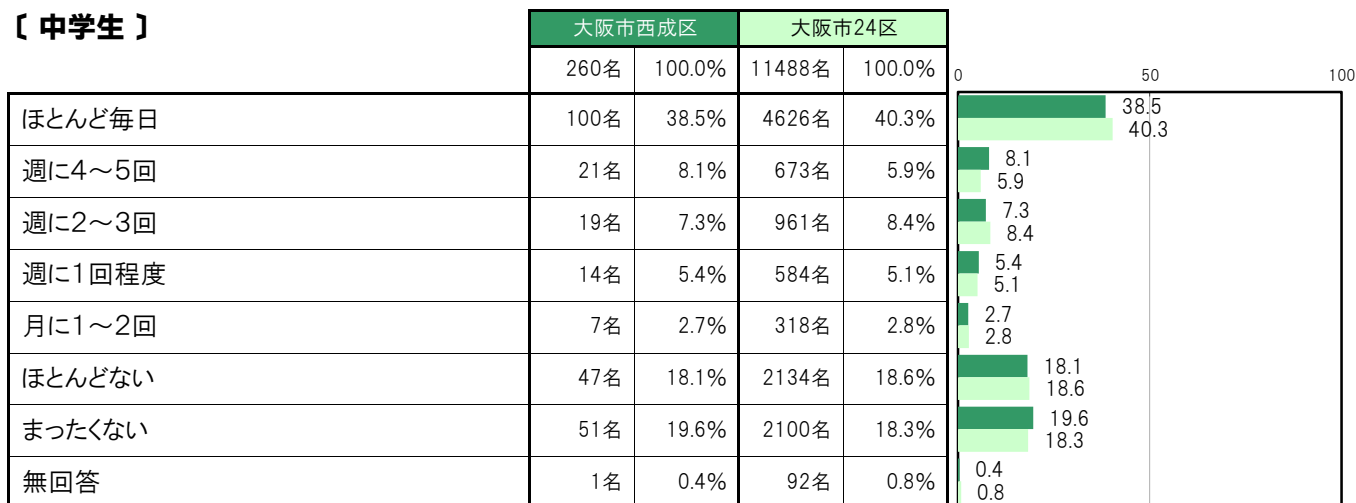 〔 中学生 〕
大阪市西成区 大阪市24区
260名 100.0% 11488名 100.0% 0 50 100
ほとんど毎日 100名 38.5% 4626名 40.3% 38.5
40.3
週に4～5回 21名 8.1% 673名 5.9% 8.1
5.9
週に2～3回 19名 7.3% 961名 8.4% 7.3
8.4
週に1回程度 14名 5.4% 584名 5.1% 5.4
5.1
月に1～2回 7名 2.7% 318名 2.8% 2.7
2.8
ほとんどない 47名 18.1% 2134名 18.6% 18.1
18.6
まったくない 51名 19.6% 2100名 18.3% 19.6
18.3
無回答 1名 0.4% 92名 0.8% 0.4
0.8